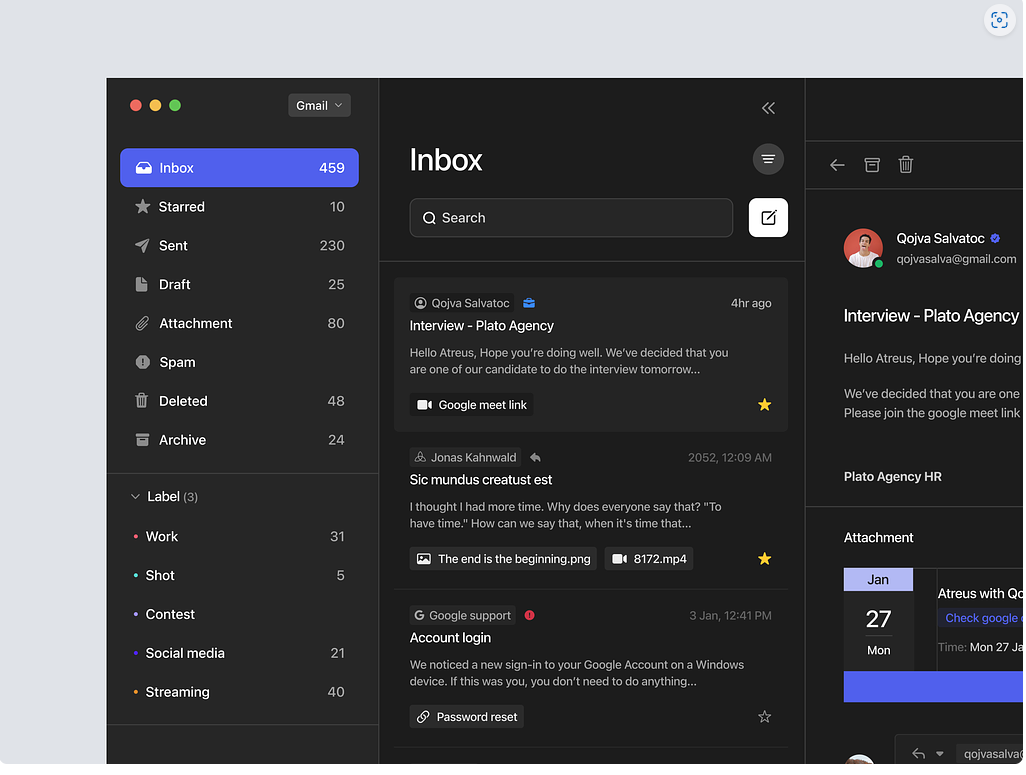 Gmail
Inbox 459
Starred 10
Sent 230
Draft 25
Attachment 80
Spam
Deleted 48
Archive 24
Label (3)
Work 31
Shot 5
Contest
Social media 21
Streaming 40
Inbox
Search
Qojva Salvatoc 4hr ago
Interview - Plato Agency
Hello Atreus, Hope you're doing well. We've decided that you
are one of our candidate to do the interview tomorrow...
Google meet link
Jonas Kahnwald 2052, 12:09 AM
Sic mundus creatust est
I thought I had more time. Why does everyone say that? "To
have time." How can we say that, when it's time that...
The end is the beginning.png 8172.mp4
G Google support 3 Jan, 12:41 PM
Account login
We noticed a new sign-in to your Google Account on a Windows
device. If this was you, you don't need to do anything...
Password reset
Qojva Salvatoc
qojvasalva@gmail.com
Interview - Plato Agency
Hello Atreus, Hope you're doing
We've decided that you are one
Please join the google meet link
Plato Agency HR
Attachment
Jan
27
Mon
Atreus with Qo
Check google
Time: Mon 27 Ja
qojvasalva@